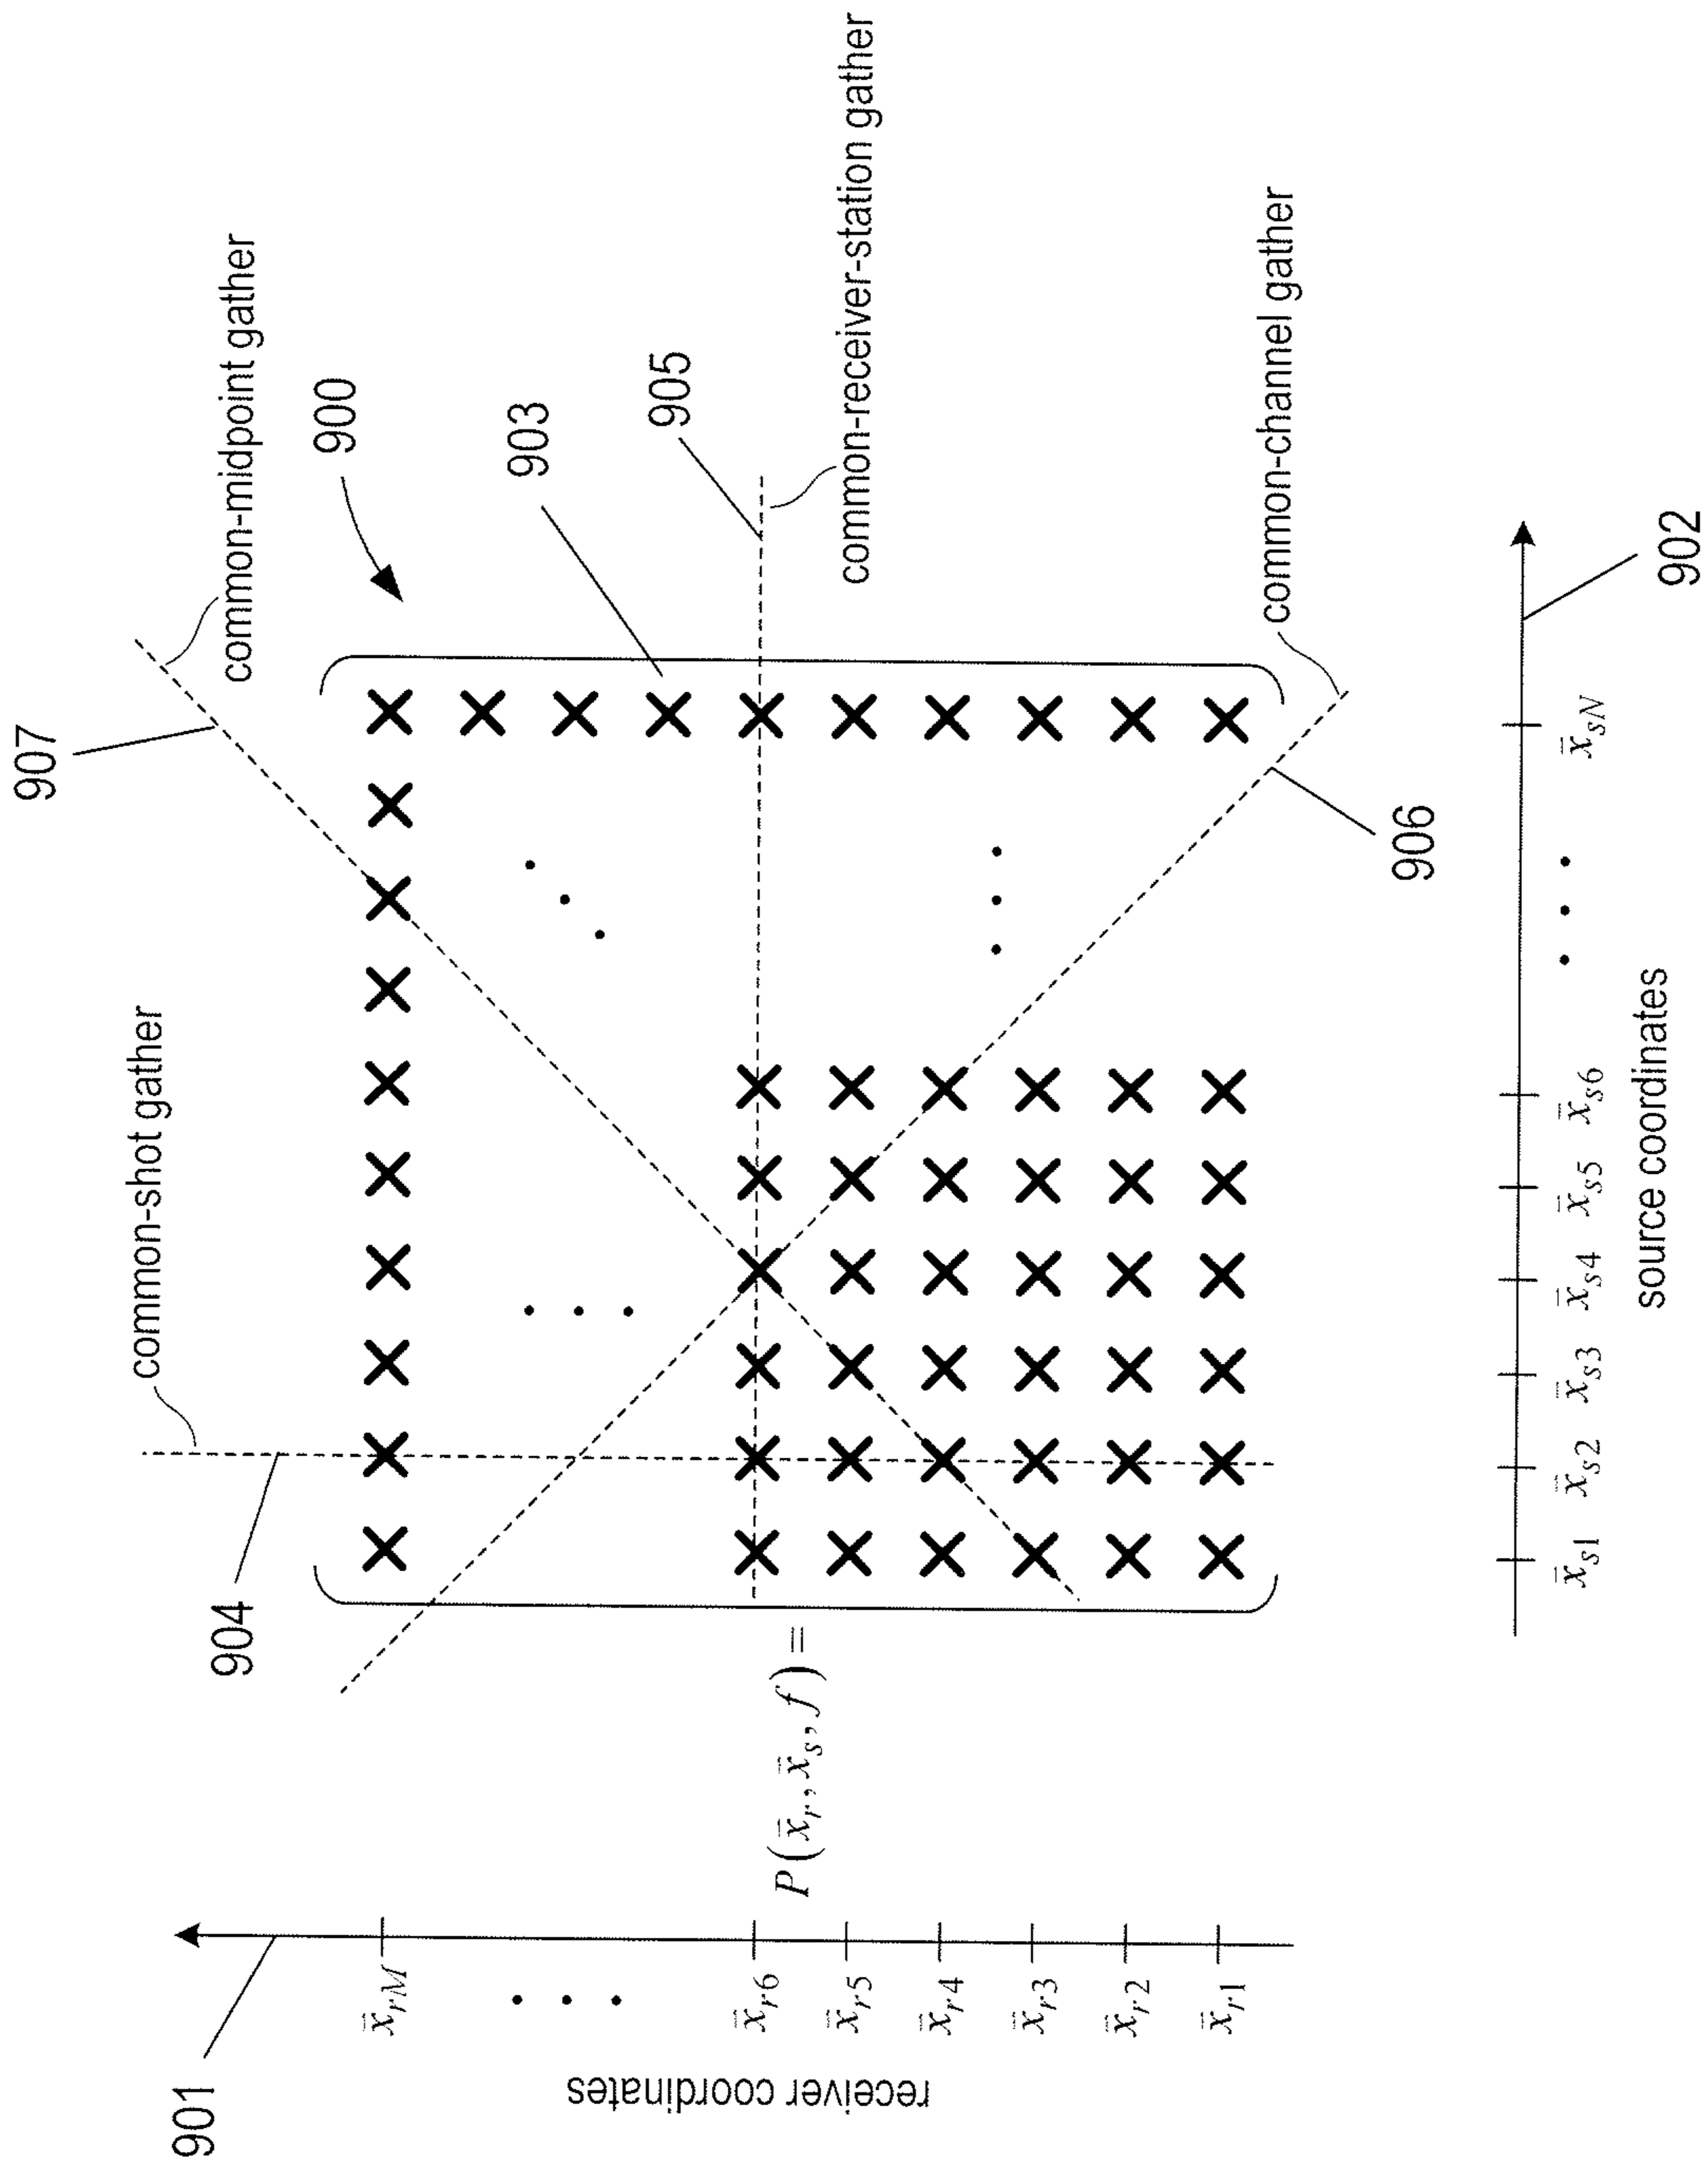 907
common-midpoint gather
900
903
905
common-receiver-station gather
common-shot gather
904
common-channel gather
906
901
receiver coordinates
x̄rM
x̄r6
x̄r5
x̄r4
x̄r3
x̄r2
x̄r1
P(x̄r, x̄s, f) =
x̄s1 x̄s2 x̄s3 x̄s4 x̄s5 x̄s6 x̄sN
source coordinates
902